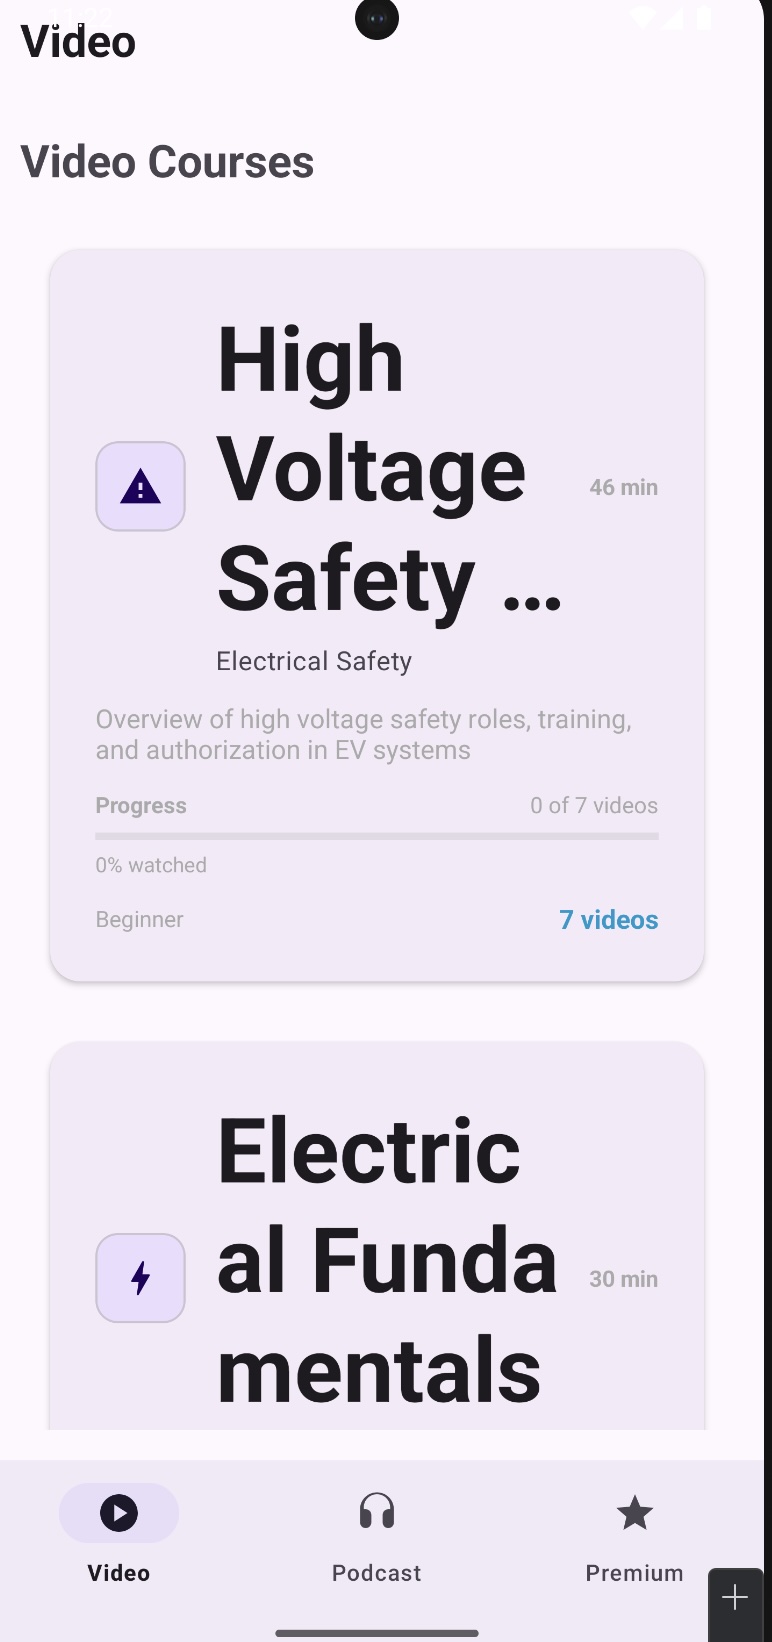 11:22
Video
Video Courses
High
Voltage
Safety ...
46 min
Electrical Safety
Overview of high voltage safety roles, training,
and authorization in EV systems
Progress
0 of 7 videos
0% watched
Beginner
7 videos
Electric
al Funda
mentals
30 min
Video
Podcast
Premium